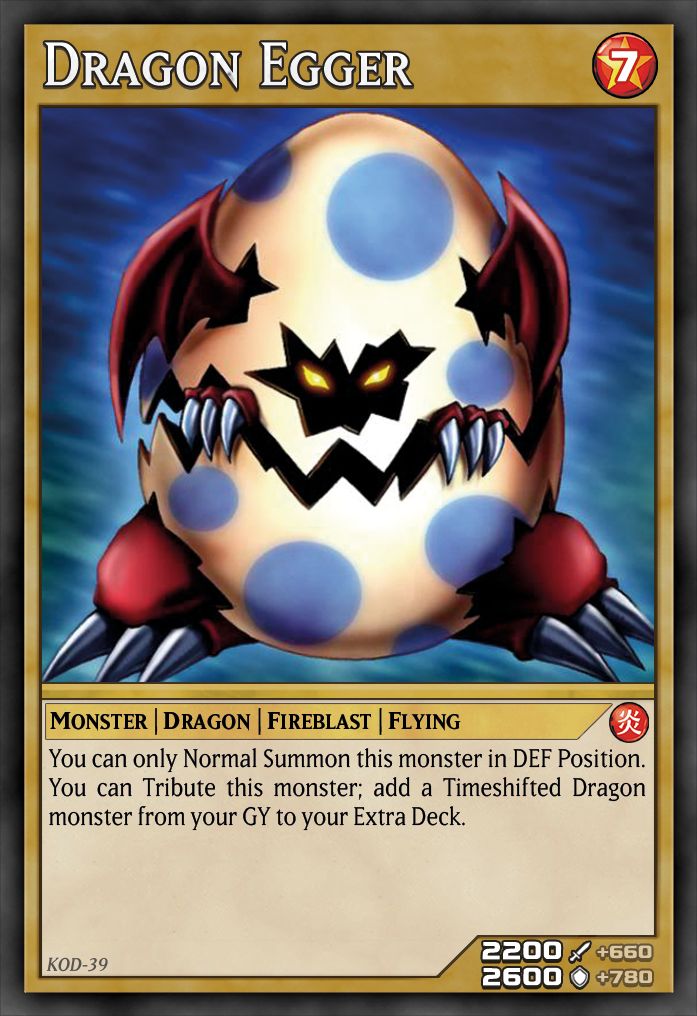 Dragon Egger
7
Monster | Dragon | Fireblast | Flying
炎
You can only Normal Summon this monster in DEF Position.
You can Tribute this monster; add a Timeshifted Dragon
monster from your GY to your Extra Deck.
2200 +660
KOD-39
2600 +780